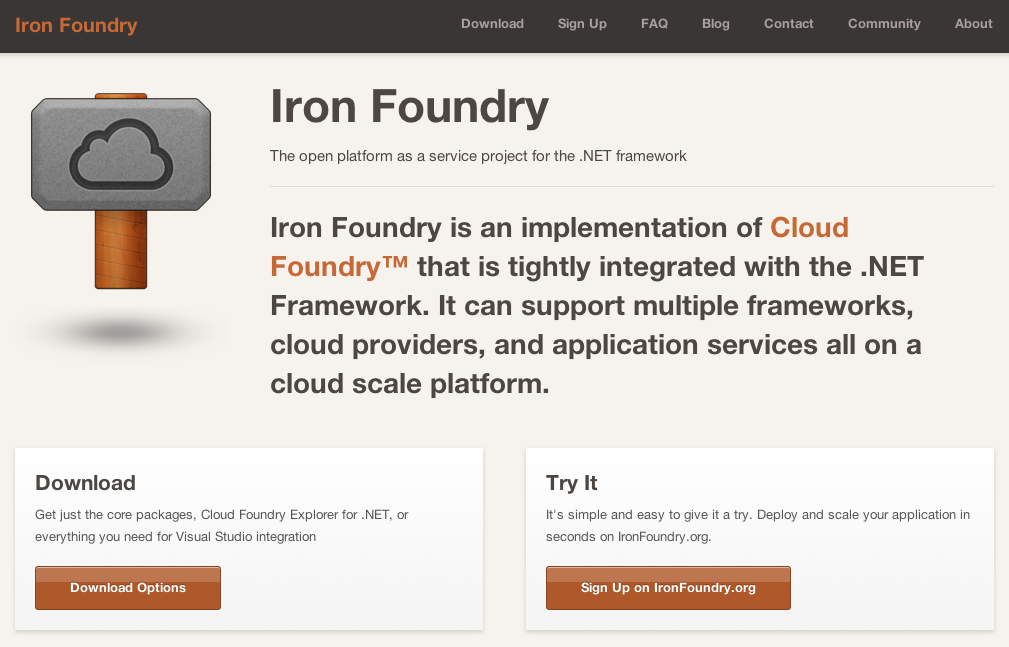 Iron Foundry
Download Sign Up FAQ Blog Contact Community About
Iron Foundry
The open platform as a service project for the .NET framework
Iron Foundry is an implementation of Cloud
Foundry™ that is tightly integrated with the .NET
Framework. It can support multiple frameworks,
cloud providers, and application services all on a
cloud scale platform.
Download
Get just the core packages, Cloud Foundry Explorer for .NET, or
everything you need for Visual Studio integration
Download Options
Try It
It's simple and easy to give it a try. Deploy and scale your application in
seconds on IronFoundry.org.
Sign Up on IronFoundry.org